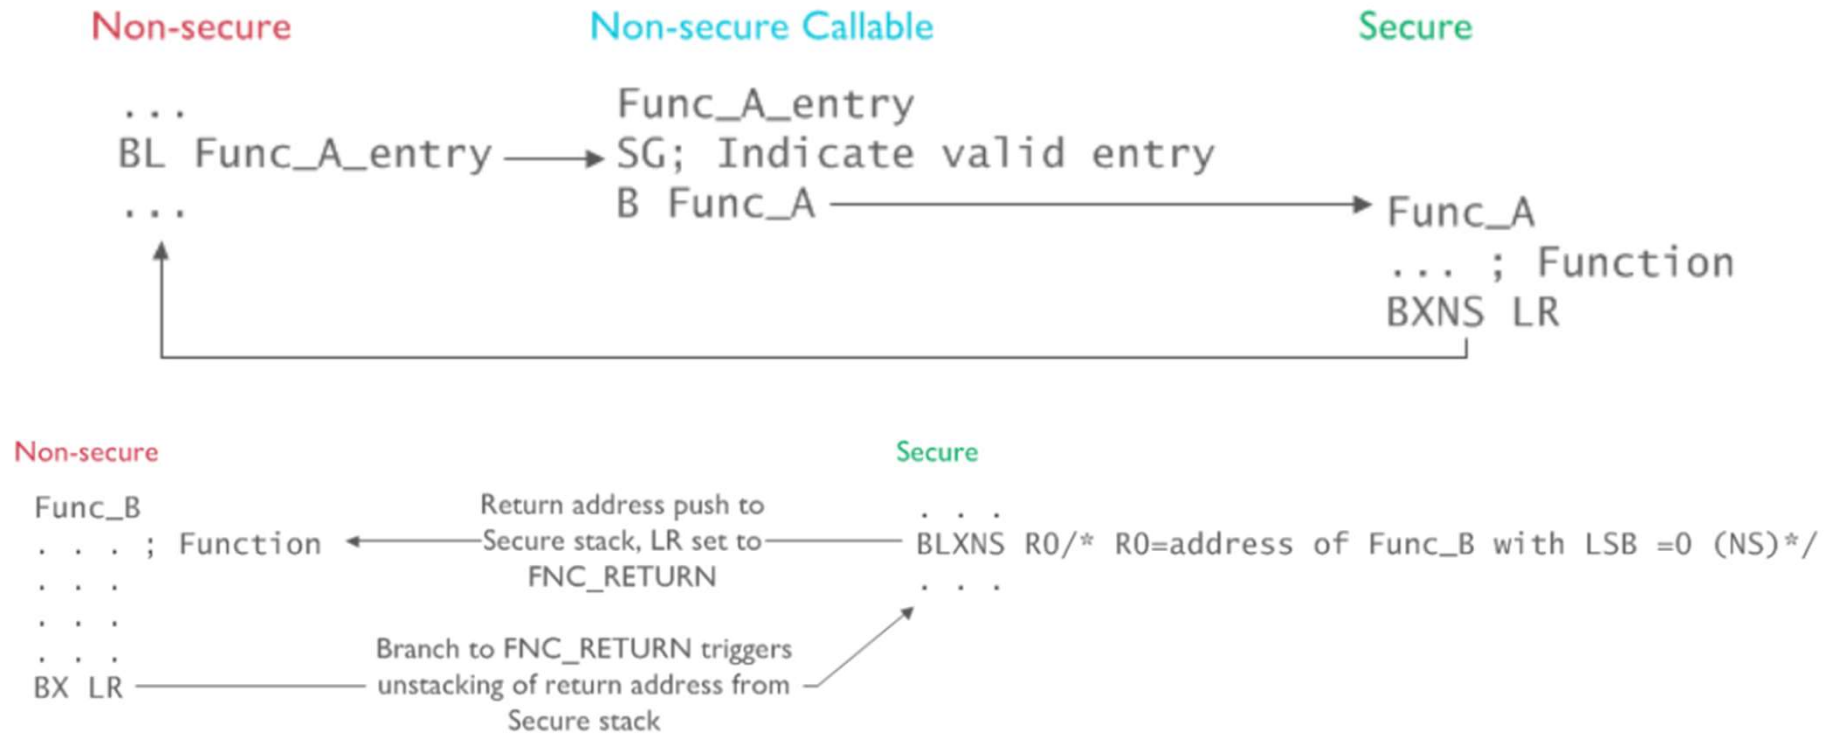 Non-secure
Non-secure Callable
Secure
...
BL Func_A_entry
...
Func_A_entry
SG; Indicate valid entry
B Func_A
Func_A
... ; Function
BXNS LR
Non-secure
Secure
Func_B
. . . ; Function
. . .
. . .
. . .
BX LR
Return address push to
Secure stack, LR set to
FNC_RETURN
. . .
BLXNS R0/* R0=address of Func_B with LSB =0 (NS)*/
. . .
Branch to FNC_RETURN triggers
unstacking of return address from
Secure stack